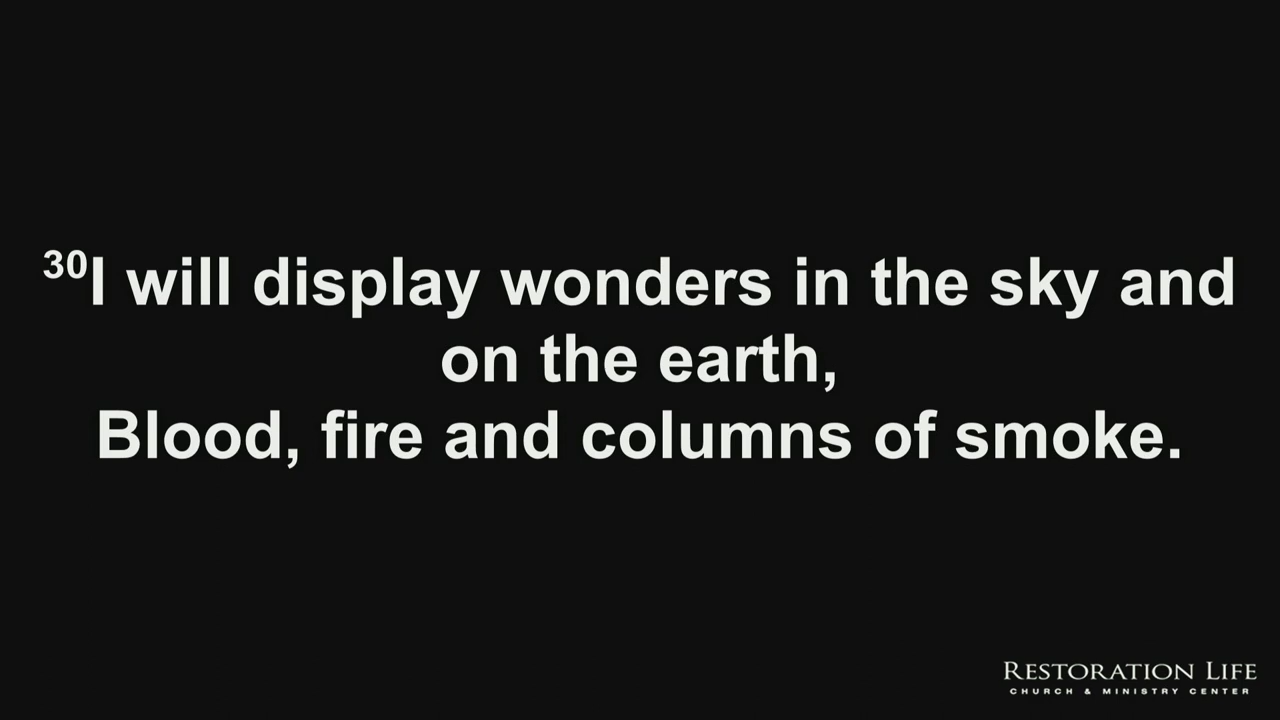 30I will display wonders in the sky and
on the earth,
Blood, fire and columns of smoke.
RESTORATION LIFE
CHURCH & MINISTRY CENTER